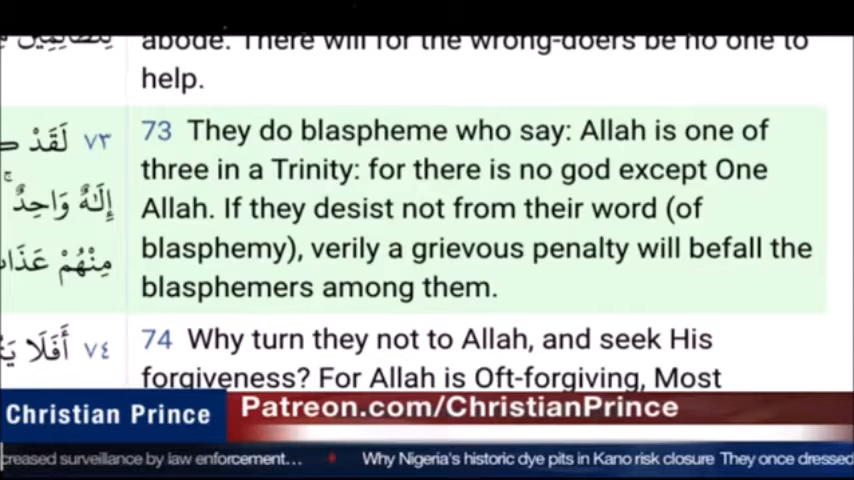 لِلظَّالِمِينَ
abode. There will for the wrong-doers be no one to
help.
٧٣ لَقَدْ
73 They do blaspheme who say: Allah is one of
three in a Trinity: for there is no god except One
إِلَٰهٌ وَاحِدٌ ۚ
Allah. If they desist not from their word (of
blasphemy), verily a grievous penalty will befall the
مِنْهُمْ
blasphemers among them.
٧٤ أَفَلَا
74 Why turn they not to Allah, and seek His
forgiveness? For Allah is Oft-forgiving, Most
Christian Prince
Patreon.com/ChristianPrince
creased surveillance by law enforcement... Why Nigeria's historic dye pits in Kano risk closure They once dressed